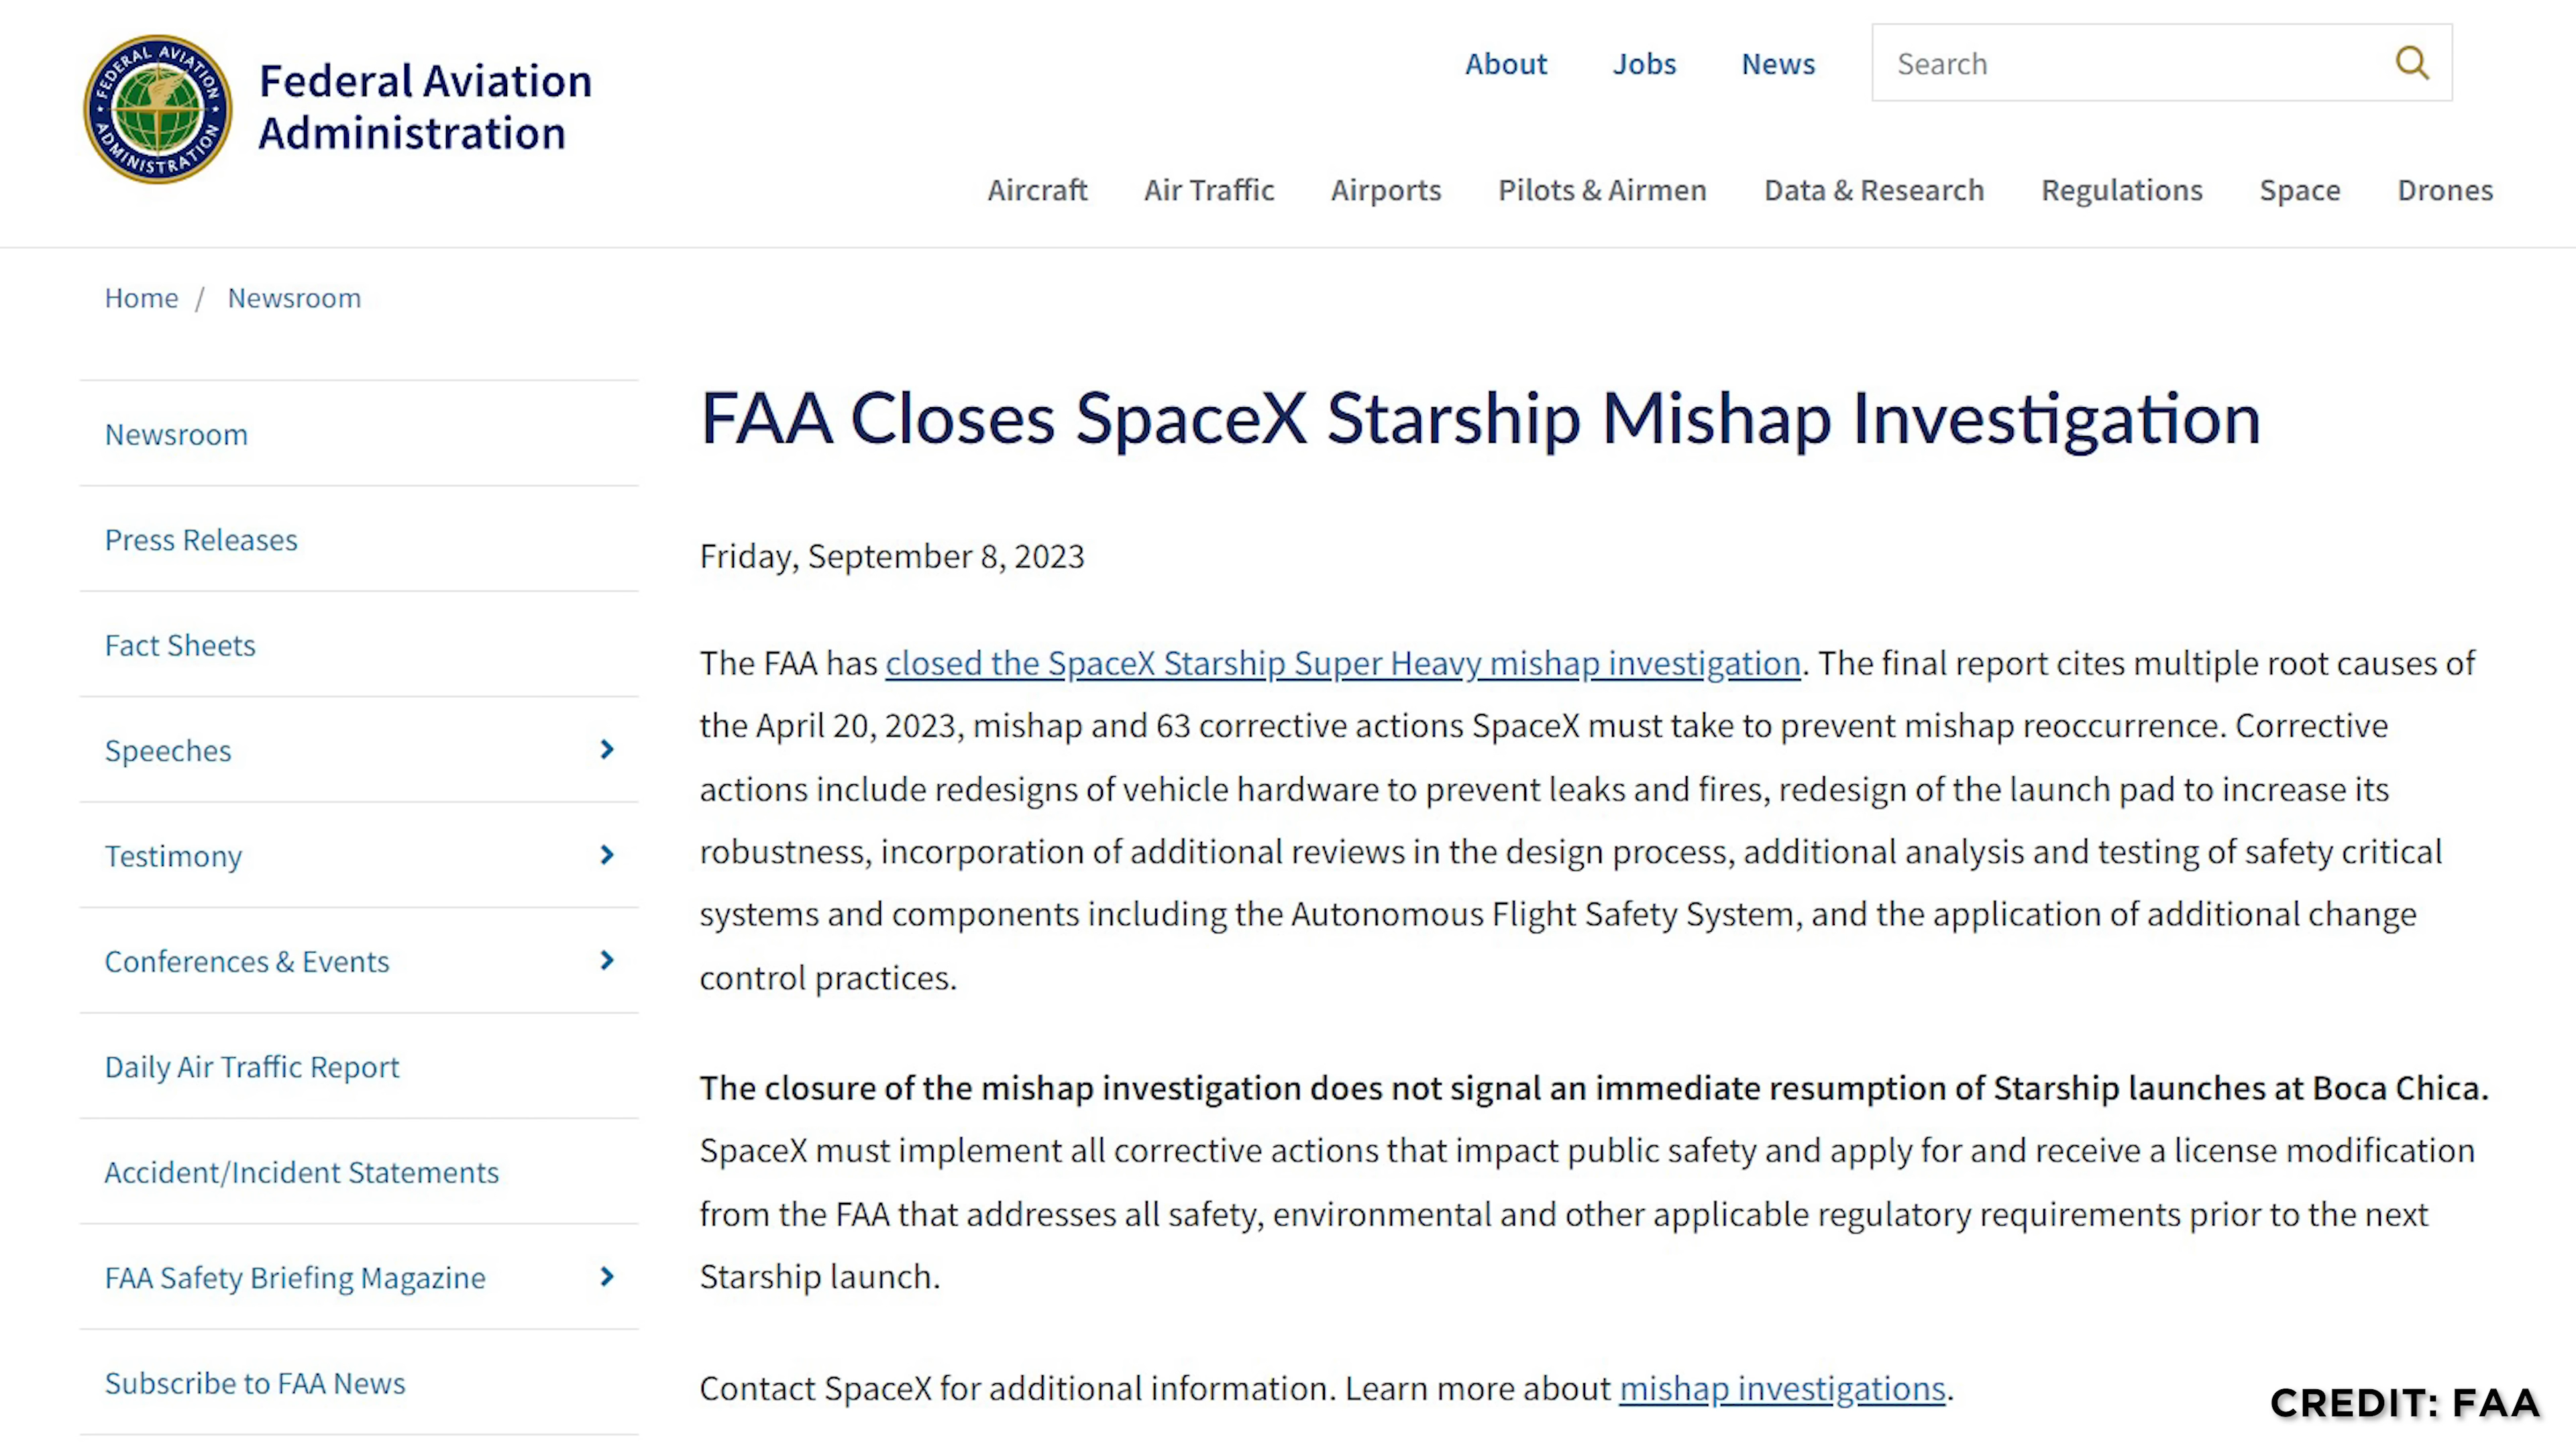 FEDERAL AVIATION ADMINISTRATION
Federal Aviation
Administration
About Jobs News Search
Aircraft Air Traffic Airports Pilots & Airmen Data & Research Regulations Space Drones
Home / Newsroom
Newsroom
Press Releases
Fact Sheets
Speeches
Testimony
Conferences & Events
Daily Air Traffic Report
Accident/Incident Statements
FAA Safety Briefing Magazine
Subscribe to FAA News
FAA Closes SpaceX Starship Mishap Investigation
Friday, September 8, 2023
The FAA has closed the SpaceX Starship Super Heavy mishap investigation. The final report cites multiple root causes of
the April 20, 2023, mishap and 63 corrective actions SpaceX must take to prevent mishap reoccurrence. Corrective
actions include redesigns of vehicle hardware to prevent leaks and fires, redesign of the launch pad to increase its
robustness, incorporation of additional reviews in the design process, additional analysis and testing of safety critical
systems and components including the Autonomous Flight Safety System, and the application of additional change
control practices.
The closure of the mishap investigation does not signal an immediate resumption of Starship launches at Boca Chica.
SpaceX must implement all corrective actions that impact public safety and apply for and receive a license modification
from the FAA that addresses all safety, environmental and other applicable regulatory requirements prior to the next
Starship launch.
Contact SpaceX for additional information. Learn more about mishap investigations.
CREDIT: FAA